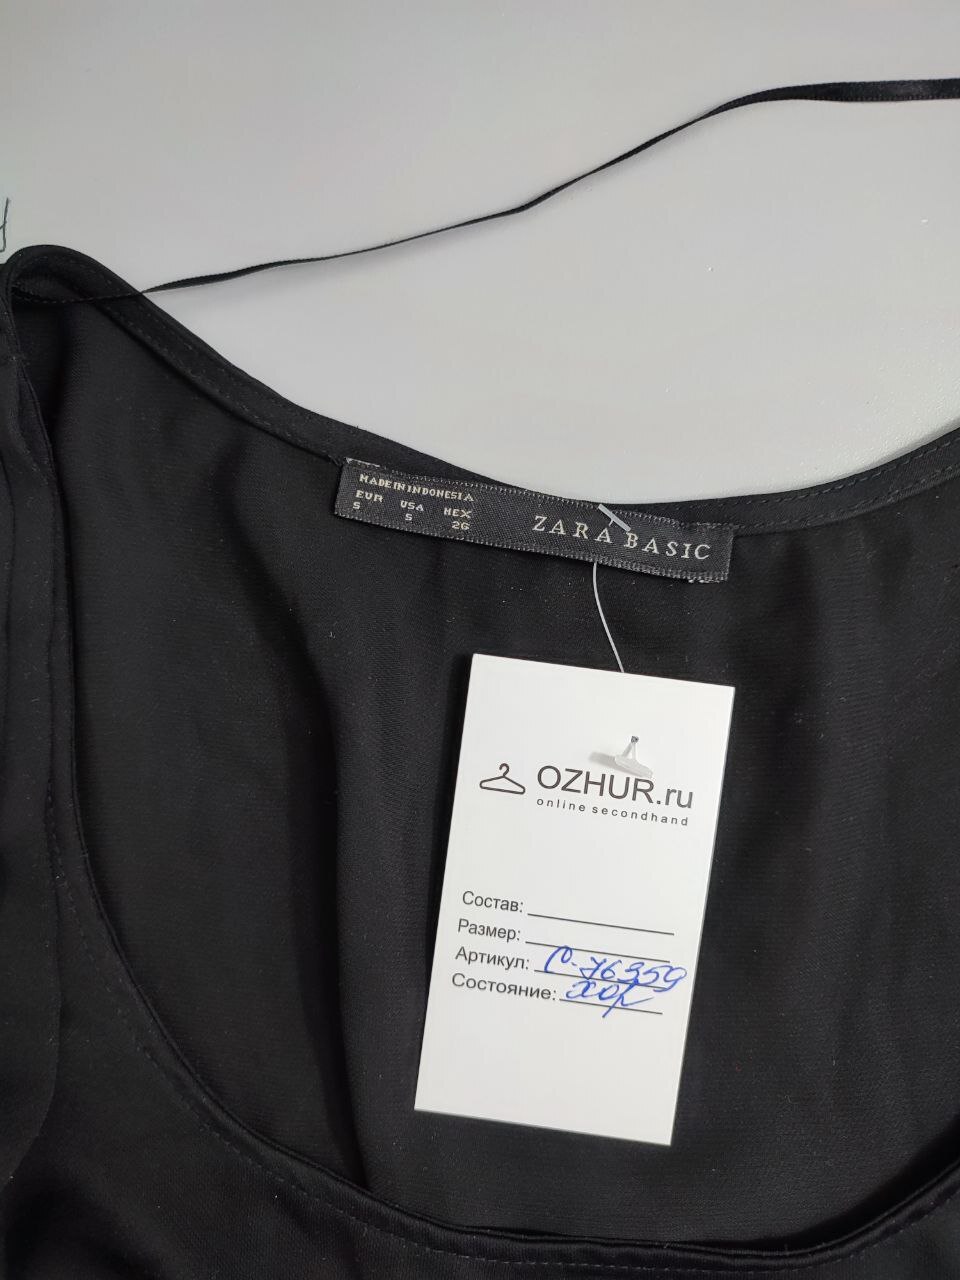 MADE IN INDONESIA
EUR USA MEX
S S 26
ZARA BASIC
OZHUR.ru
online secondhand
Состав:
Размер:
Артикул: С-76359
Состояние: хор